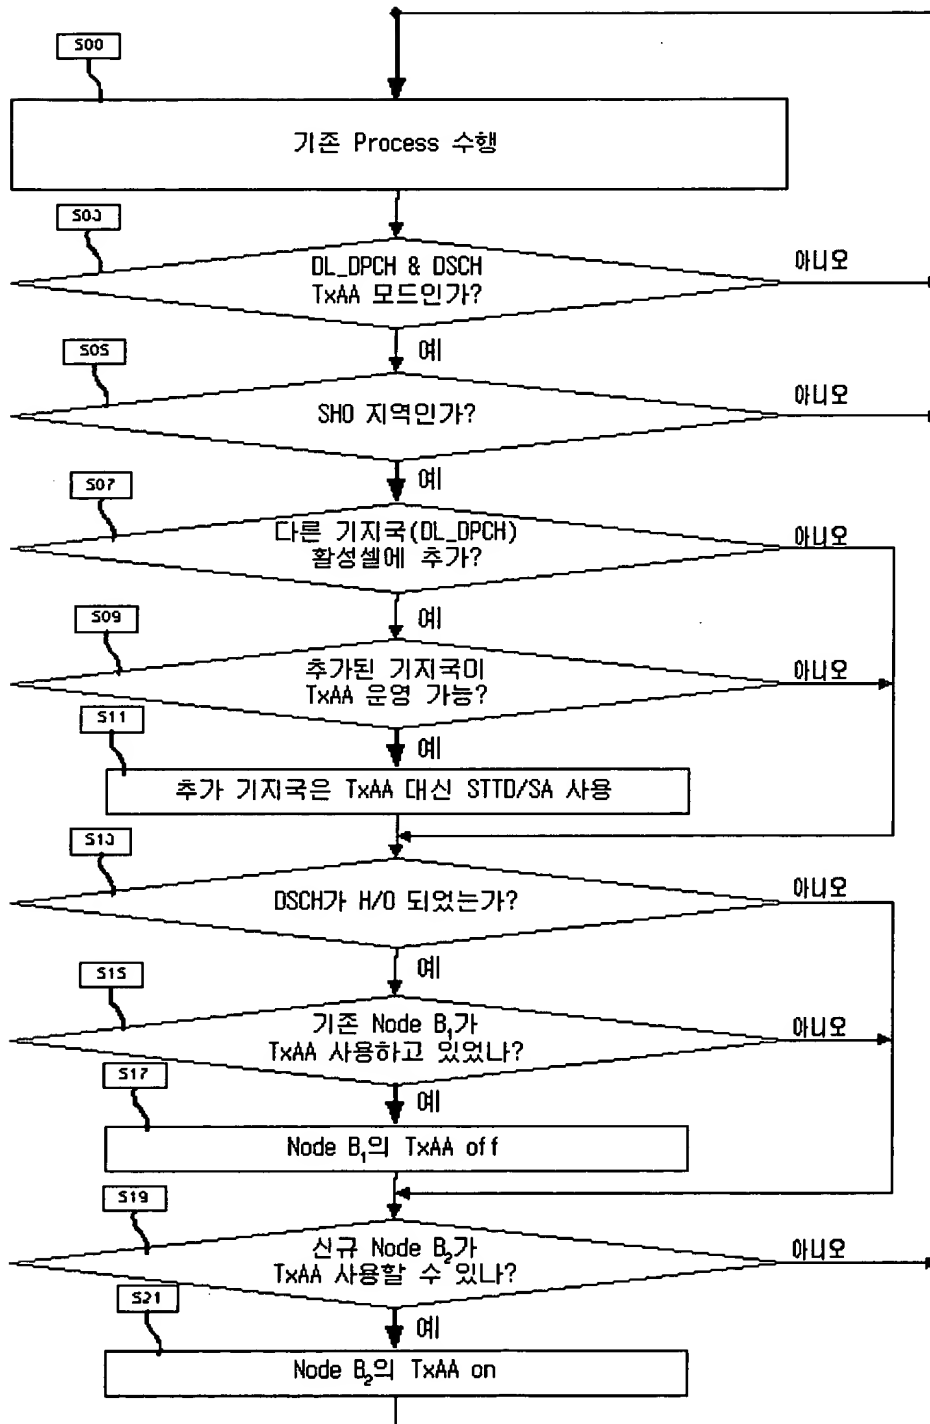 S00
기존 Process 수행
S03
DL_DPCH & DSCH
TxAA 모드인가?
아니오
예
S05
SHO 지역인가?
아니오
예
S07
다른 기지국(DL_DPCH)
활성셀에 추가?
아니오
예
S09
추가된 기지국이
TxAA 운영 가능?
아니오
예
S11
추가 기지국은 TxAA 대신 STTD/SA 사용
S13
DSCH가 H/O 되었는가?
아니오
예
S15
기존 Node B₁가
TxAA 사용하고 있었나?
아니오
예
S17
Node B₁의 TxAA off
S19
신규 Node B₂가
TxAA 사용할 수 있나?
아니오
예
S21
Node B₂의 TxAA on